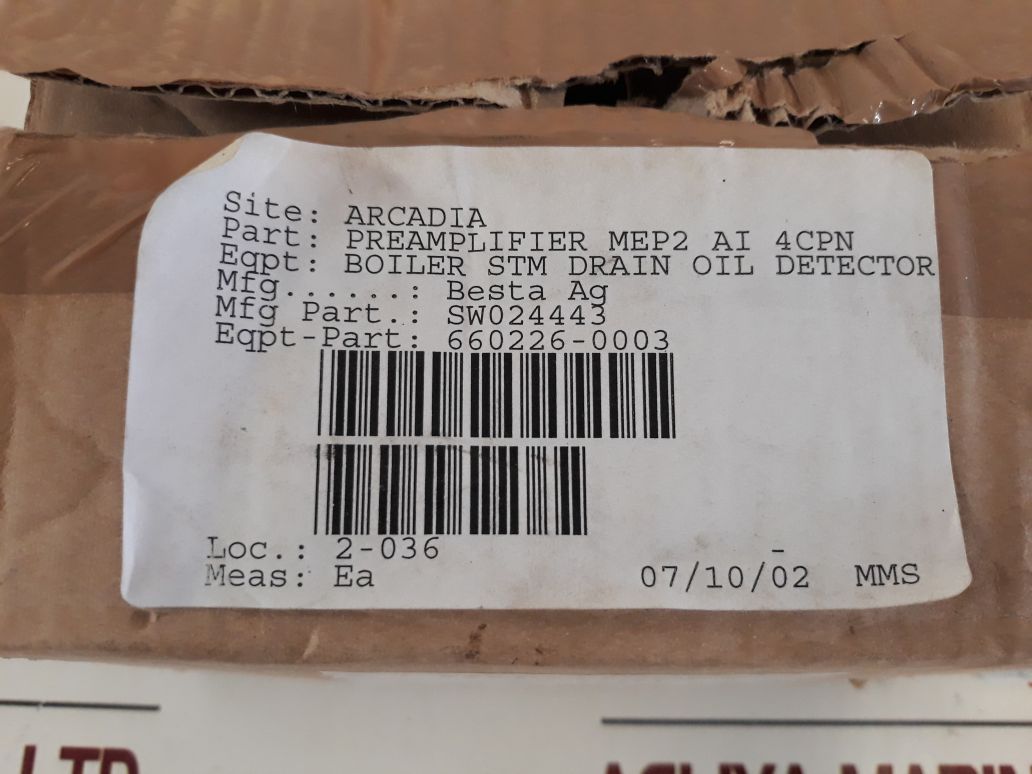 Site: ARCADIA
Part: PREAMPLIFIER MEP2 AI 4CPN
Eqpt: BOILER STM DRAIN OIL DETECTOR
Mfg.......: Besta Ag
Mfg Part.: SW024443
Eqpt-Part: 660226-0003
Loc.: 2-036 -
Meas: Ea 07/10/02 MMS
LTD